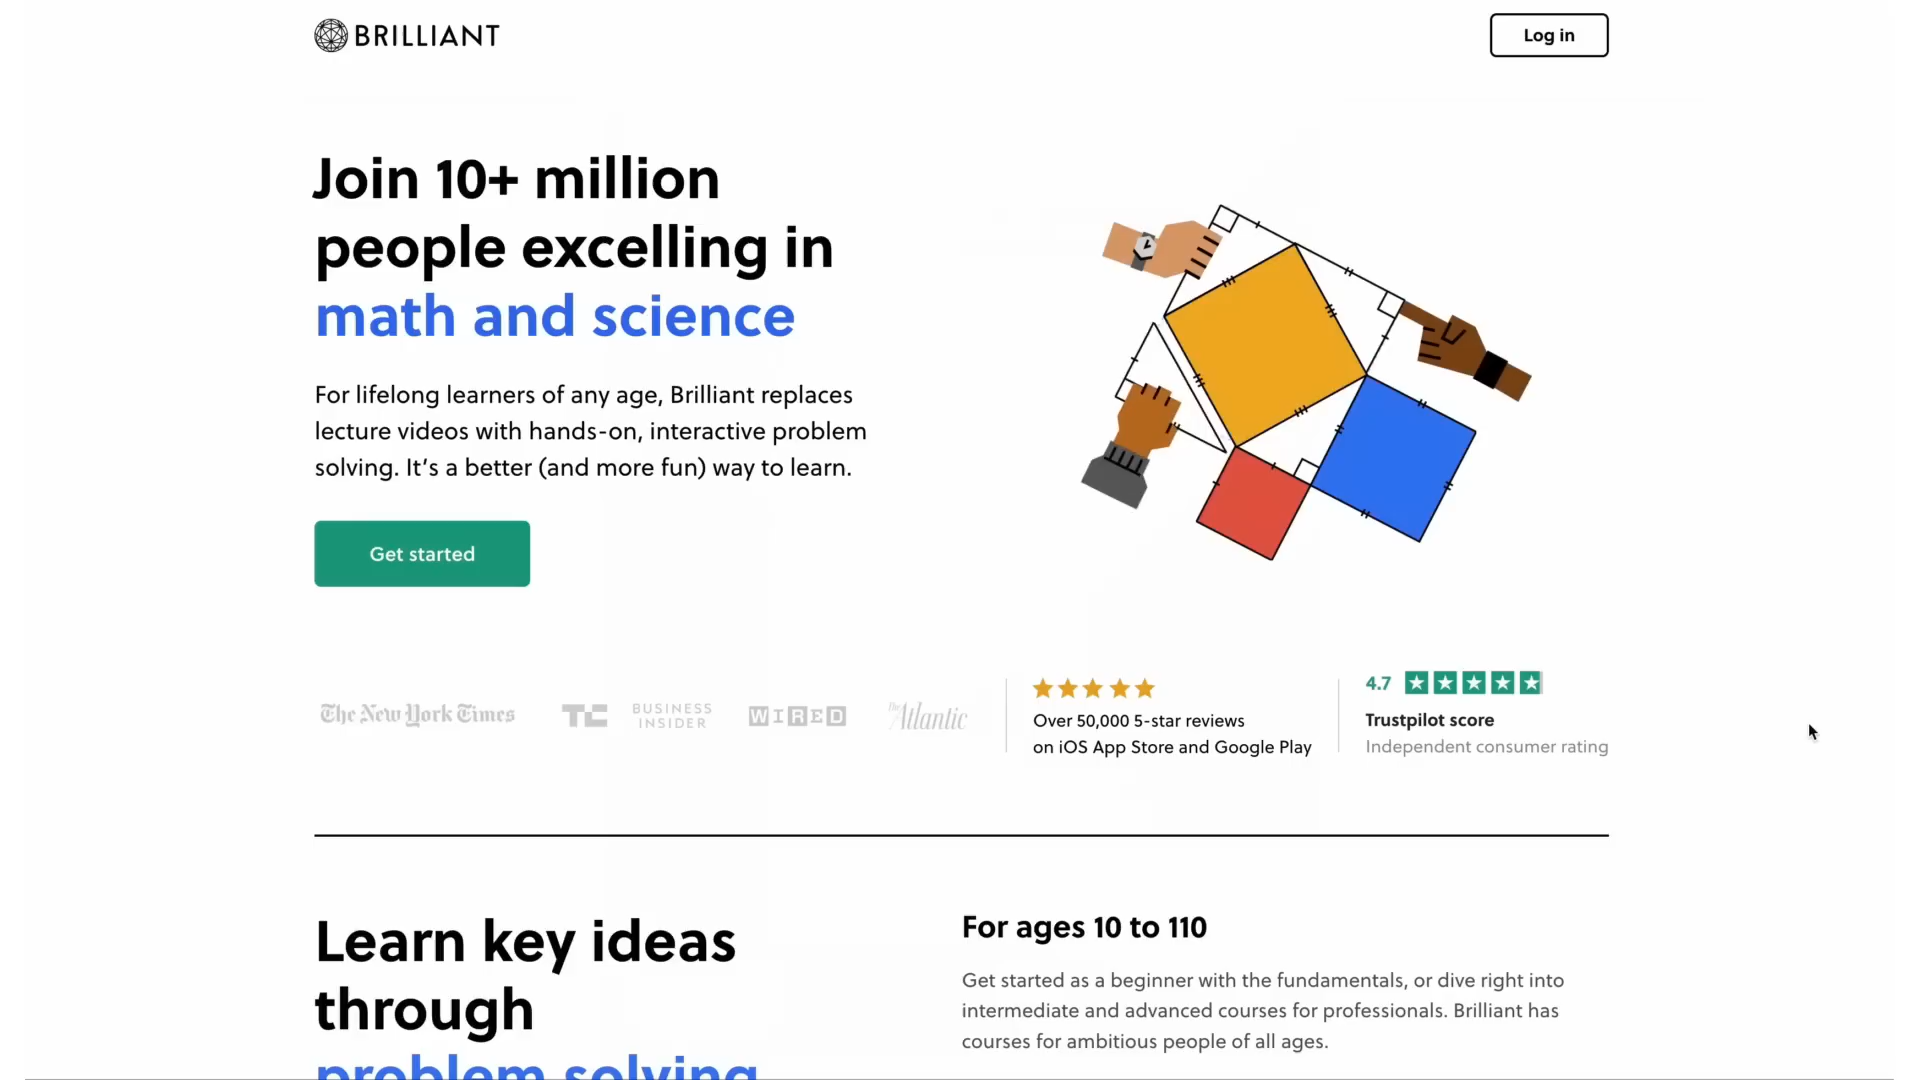 BRILLIANT
Log in
Join 10+ million
people excelling in
math and science
For lifelong learners of any age, Brilliant replaces
lecture videos with hands-on, interactive problem
solving. It’s a better (and more fun) way to learn.
Get started
The New York Times
TC
BUSINESS
INSIDER
WIRED
The Atlantic
Over 50,000 5-star reviews
on iOS App Store and Google Play
4.7
Trustpilot score
Independent consumer rating
Learn key ideas
through
problem solving
For ages 10 to 110
Get started as a beginner with the fundamentals, or dive right into
intermediate and advanced courses for professionals. Brilliant has
courses for ambitious people of all ages.